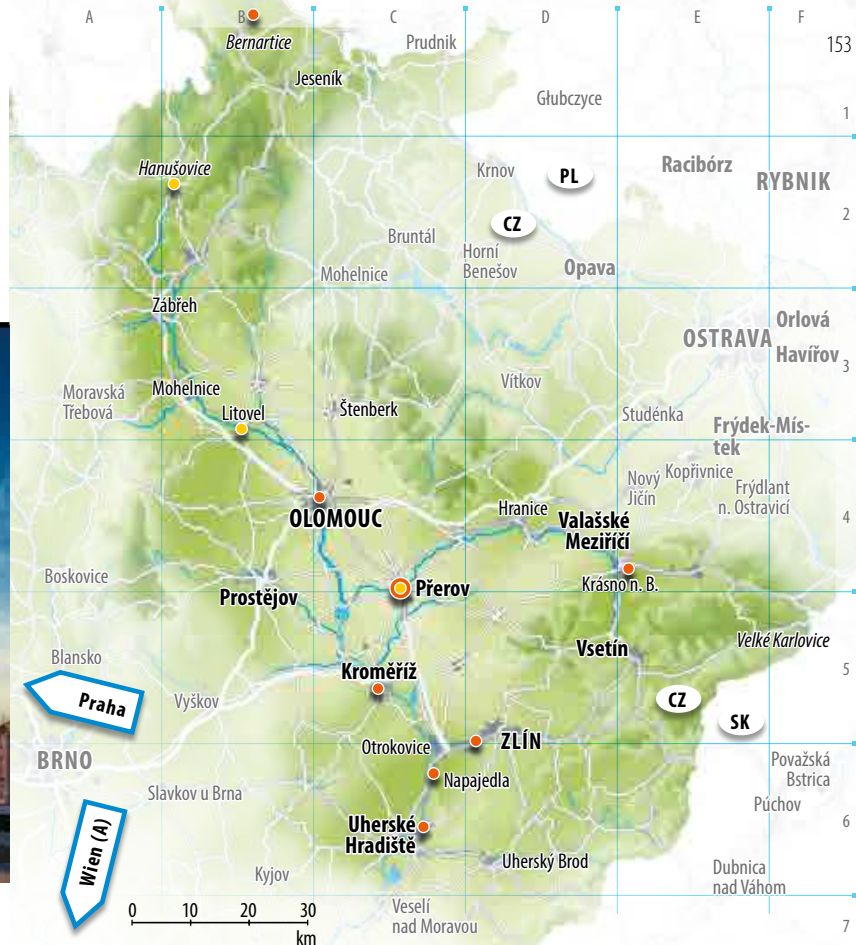 A
B
C
D
E
F
153
Bernartice
Prudnik
Jeseník
Głubczyce
1
Hanušovice
Krnov
PL
Racibórz
RYBNIK
CZ
2
Bruntál
Horní
Benešov
Mohelnice
Opava
Zábřeh
OSTRAVA
Orlová
Havířov
3
Moravská
Třebová
Mohelnice
Litovel
Štenberk
Vítkov
Studénka
Frýdek-Mís-
tek
Nový
Jičín
Kopřivnice
Frýdlant
n. Ostravicí
OLOMOUC
Hranice
Valašské
Meziříčí
4
Boskovice
Prostějov
Přerov
Krásno n. B.
Vsetín
Velké Karlovice
5
Blansko
Kroměříž
Praha
Vyškov
CZ
SK
BRNO
Otrokovice
ZLÍN
Napajedla
Považská
Bstrica
Púchov
Slavkov u Brna
Uherské
Hradiště
6
Wien (A)
Uherský Brod
Kyjov
Dubnica
nad Váhom
Veselí
nad Moravou
0 10 20 30
km
7